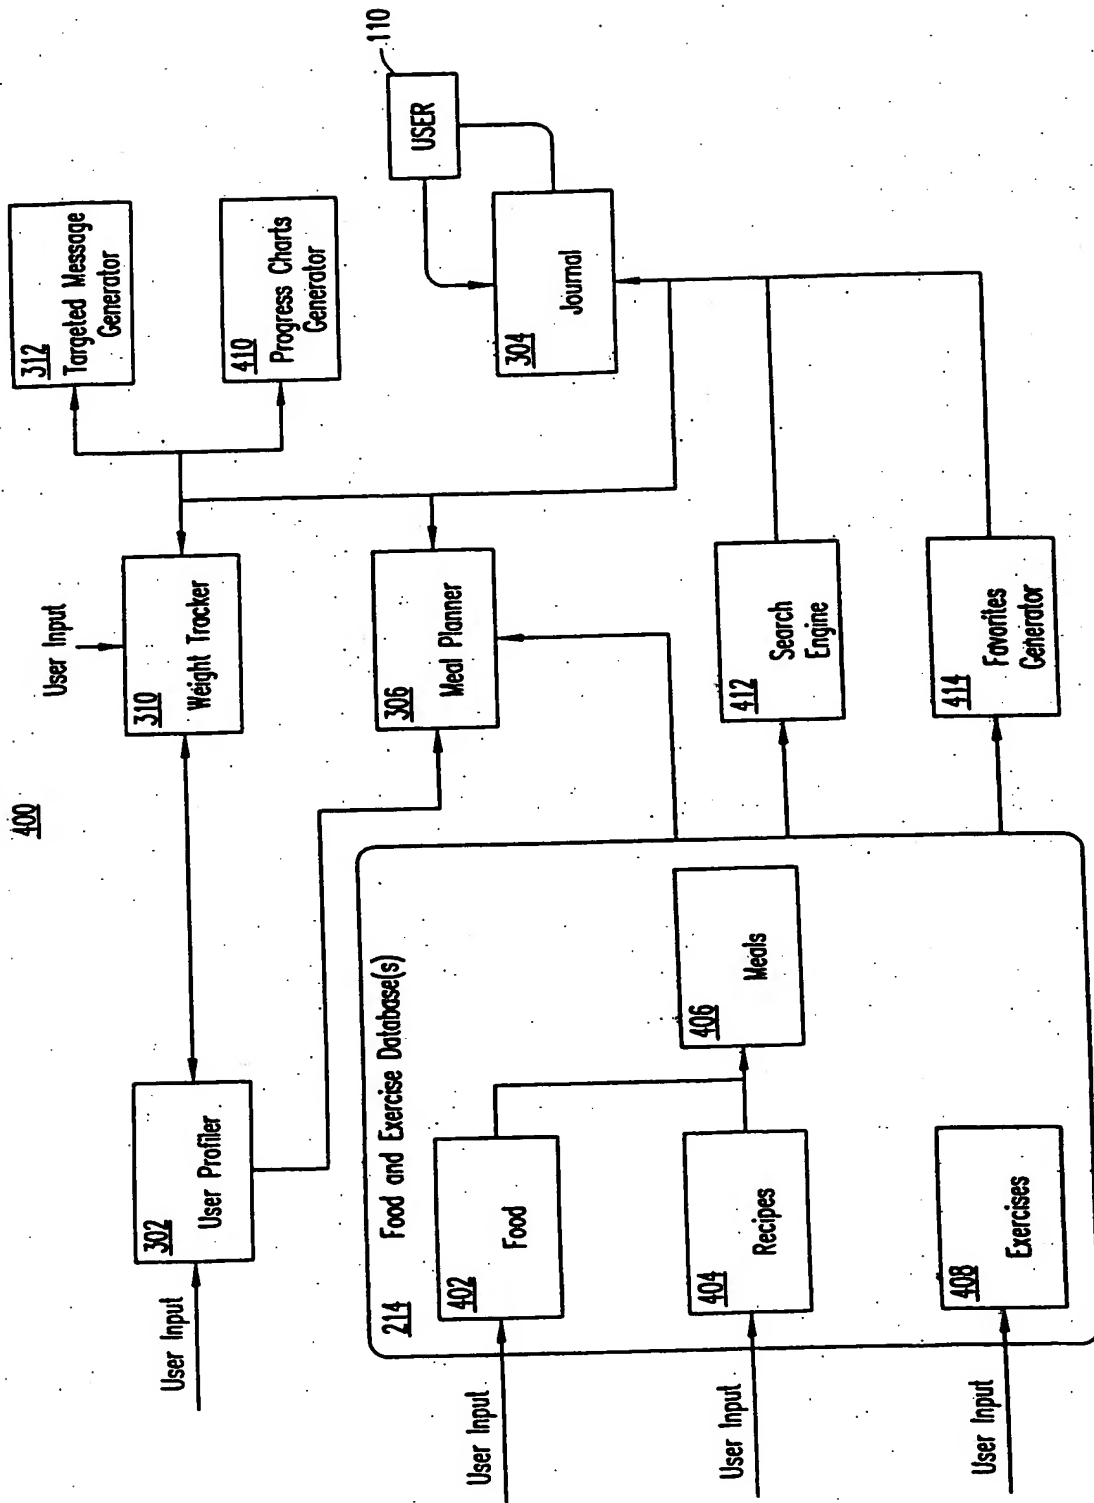 400
User Input
302
User Profiler
User Input
310
Weight Tracker
312
Targeted Message
Generator
410
Progress Charts
Generator
306
Meal Planner
USER
110
304
Journal
214 Food and Exercise Database(s)
User Input
402
Food
User Input
404
Recipes
406
Meals
User Input
408
Exercises
412
Search
Engine
414
Favorites
Generator